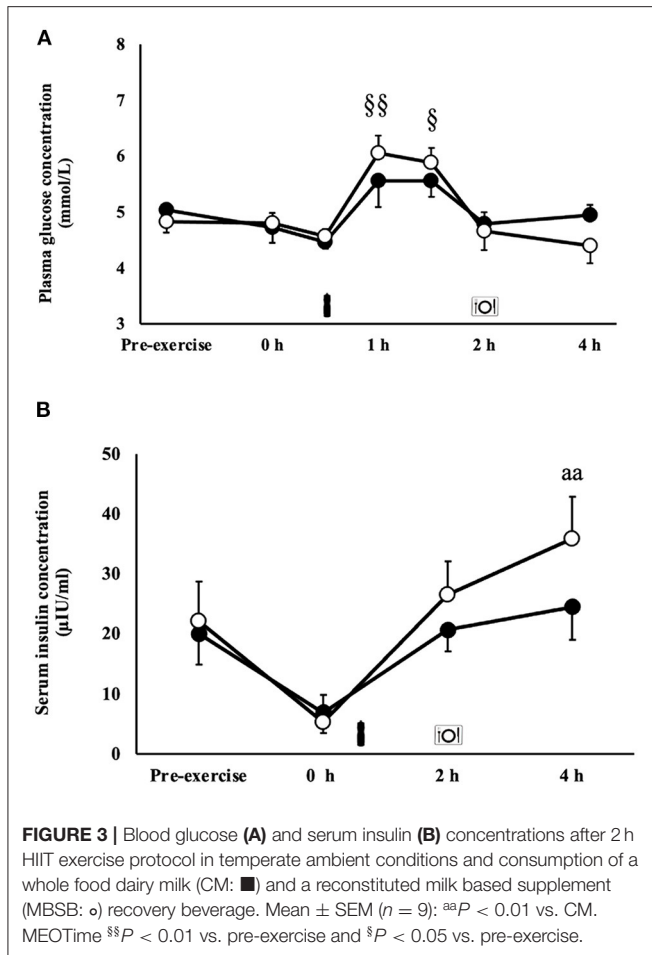 A
8
7
6
5
4
3
Plasma glucose concentration
(mmol/L)
§§
§
Pre-exercise 0 h 1 h 2 h 4 h
B
50
40
30
20
10
0
Serum insulin concentration
(µIU/ml)
aa
Pre-exercise 0 h 2 h 4 h
FIGURE 3 | Blood glucose (A) and serum insulin (B) concentrations after 2 h
HIIT exercise protocol in temperate ambient conditions and consumption of a
whole food dairy milk (CM: ■) and a reconstituted milk based supplement
(MBSB: ○) recovery beverage. Mean ± SEM (n = 9): aaP < 0.01 vs. CM.
MEOTime §§P < 0.01 vs. pre-exercise and §P < 0.05 vs. pre-exercise.